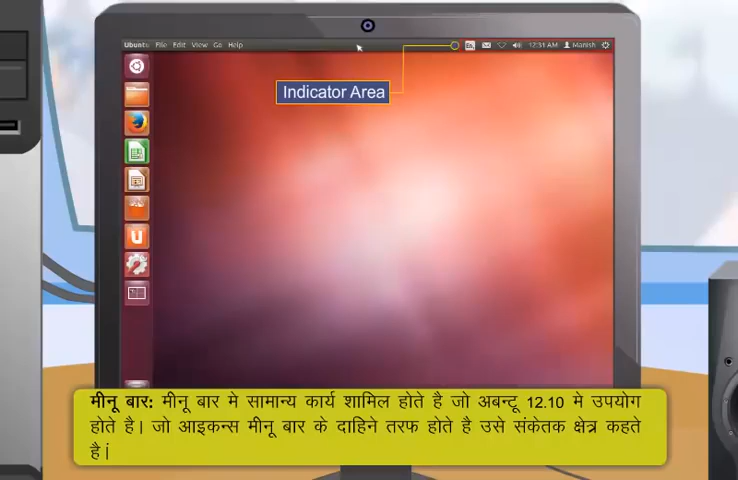 Ubuntu File Edit View Go Help En 12:31 AM Manish
Indicator Area
मीनू बार: मीनू बार मे सामान्य कार्य शामिल होते है जो अबन्टू 12.10 मे उपयोग
होते है। जो आइकन्स मीनू बार के दाहिने तरफ होते है उसे संकेतक क्षेत्र कहते
है|